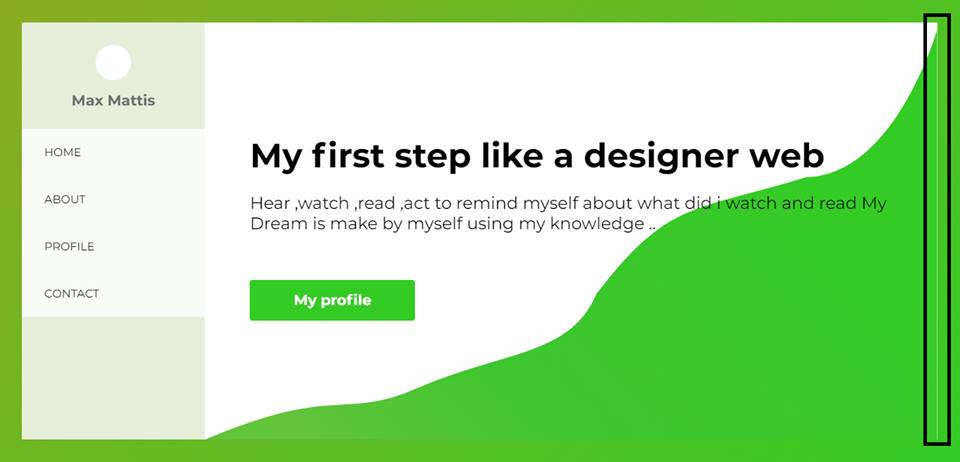 Max Mattis
HOME
ABOUT
PROFILE
CONTACT
My first step like a designer web
Hear ,watch ,read ,act to remind myself about what did i watch and read My
Dream is make by myself using my knowledge ..
My profile